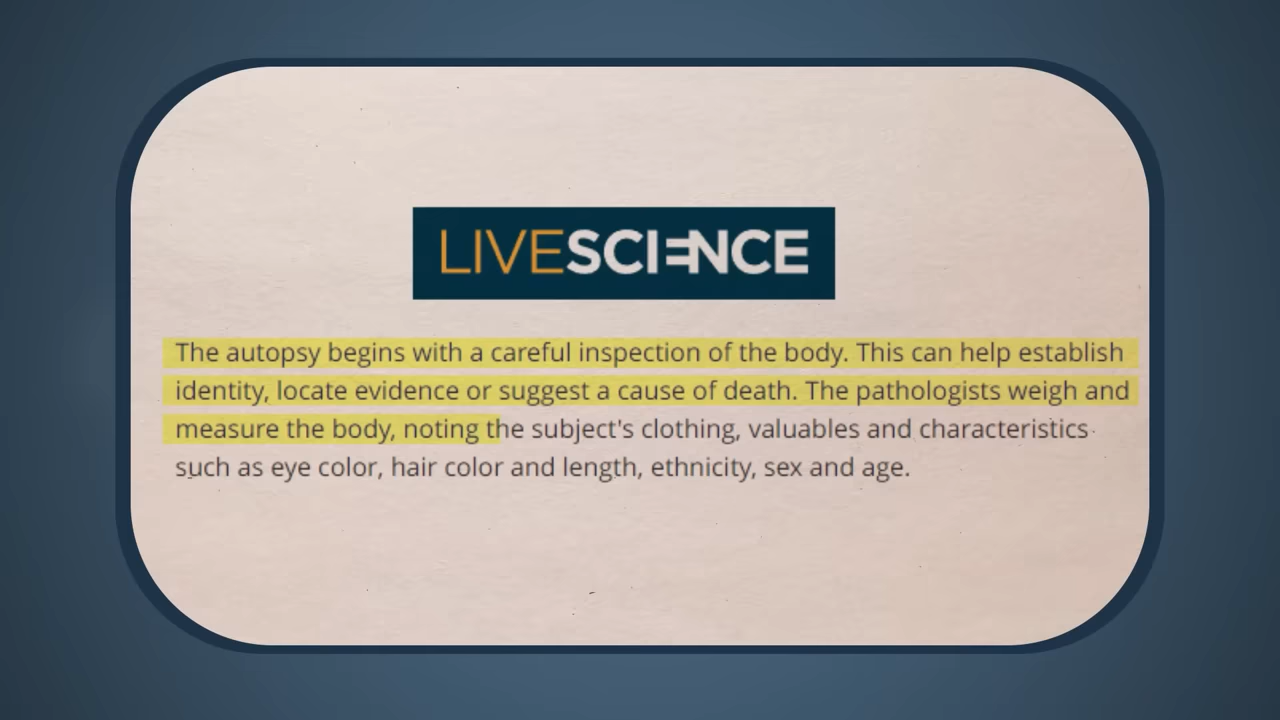 LIVESCIENCE
The autopsy begins with a careful inspection of the body. This can help establish
identity, locate evidence or suggest a cause of death. The pathologists weigh and
measure the body, noting the subject's clothing, valuables and characteristics
such as eye color, hair color and length, ethnicity, sex and age.